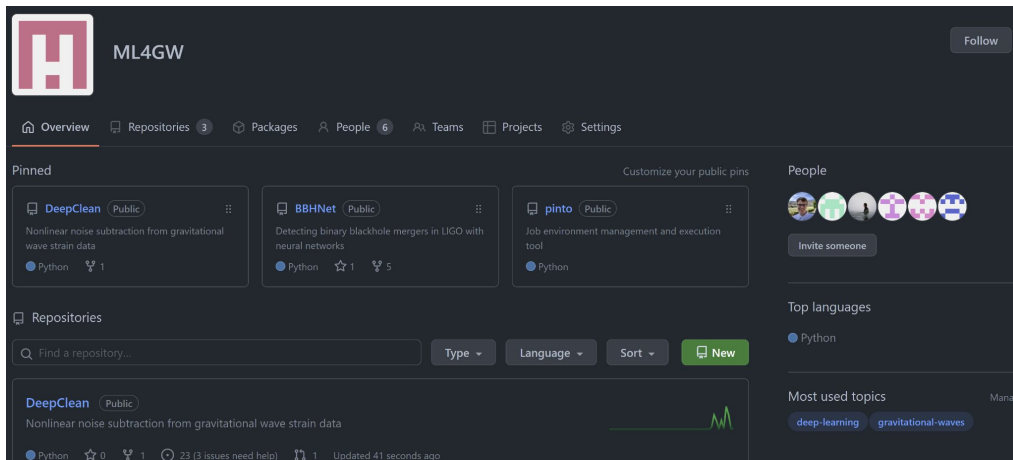 ML4GW
Follow
Overview Repositories 3 Packages People 6 Teams Projects Settings
Pinned
Customize your public pins
DeepClean Public
Nonlinear noise subtraction from gravitational
wave strain data
Python 1
BBHNet Public
Detecting binary blackhole mergers in LIGO with
neural networks
Python 1 5
pinto Public
Job environment management and execution
tool
Python
Repositories
Find a repository...
Type
Language
Sort
New
DeepClean Public
Nonlinear noise subtraction from gravitational wave strain data
Python 0 1 23 (3 issues need help) 1 Updated 41 seconds ago
People
Invite someone
Top languages
Python
Most used topics
Mana
deep-learning gravitational-waves